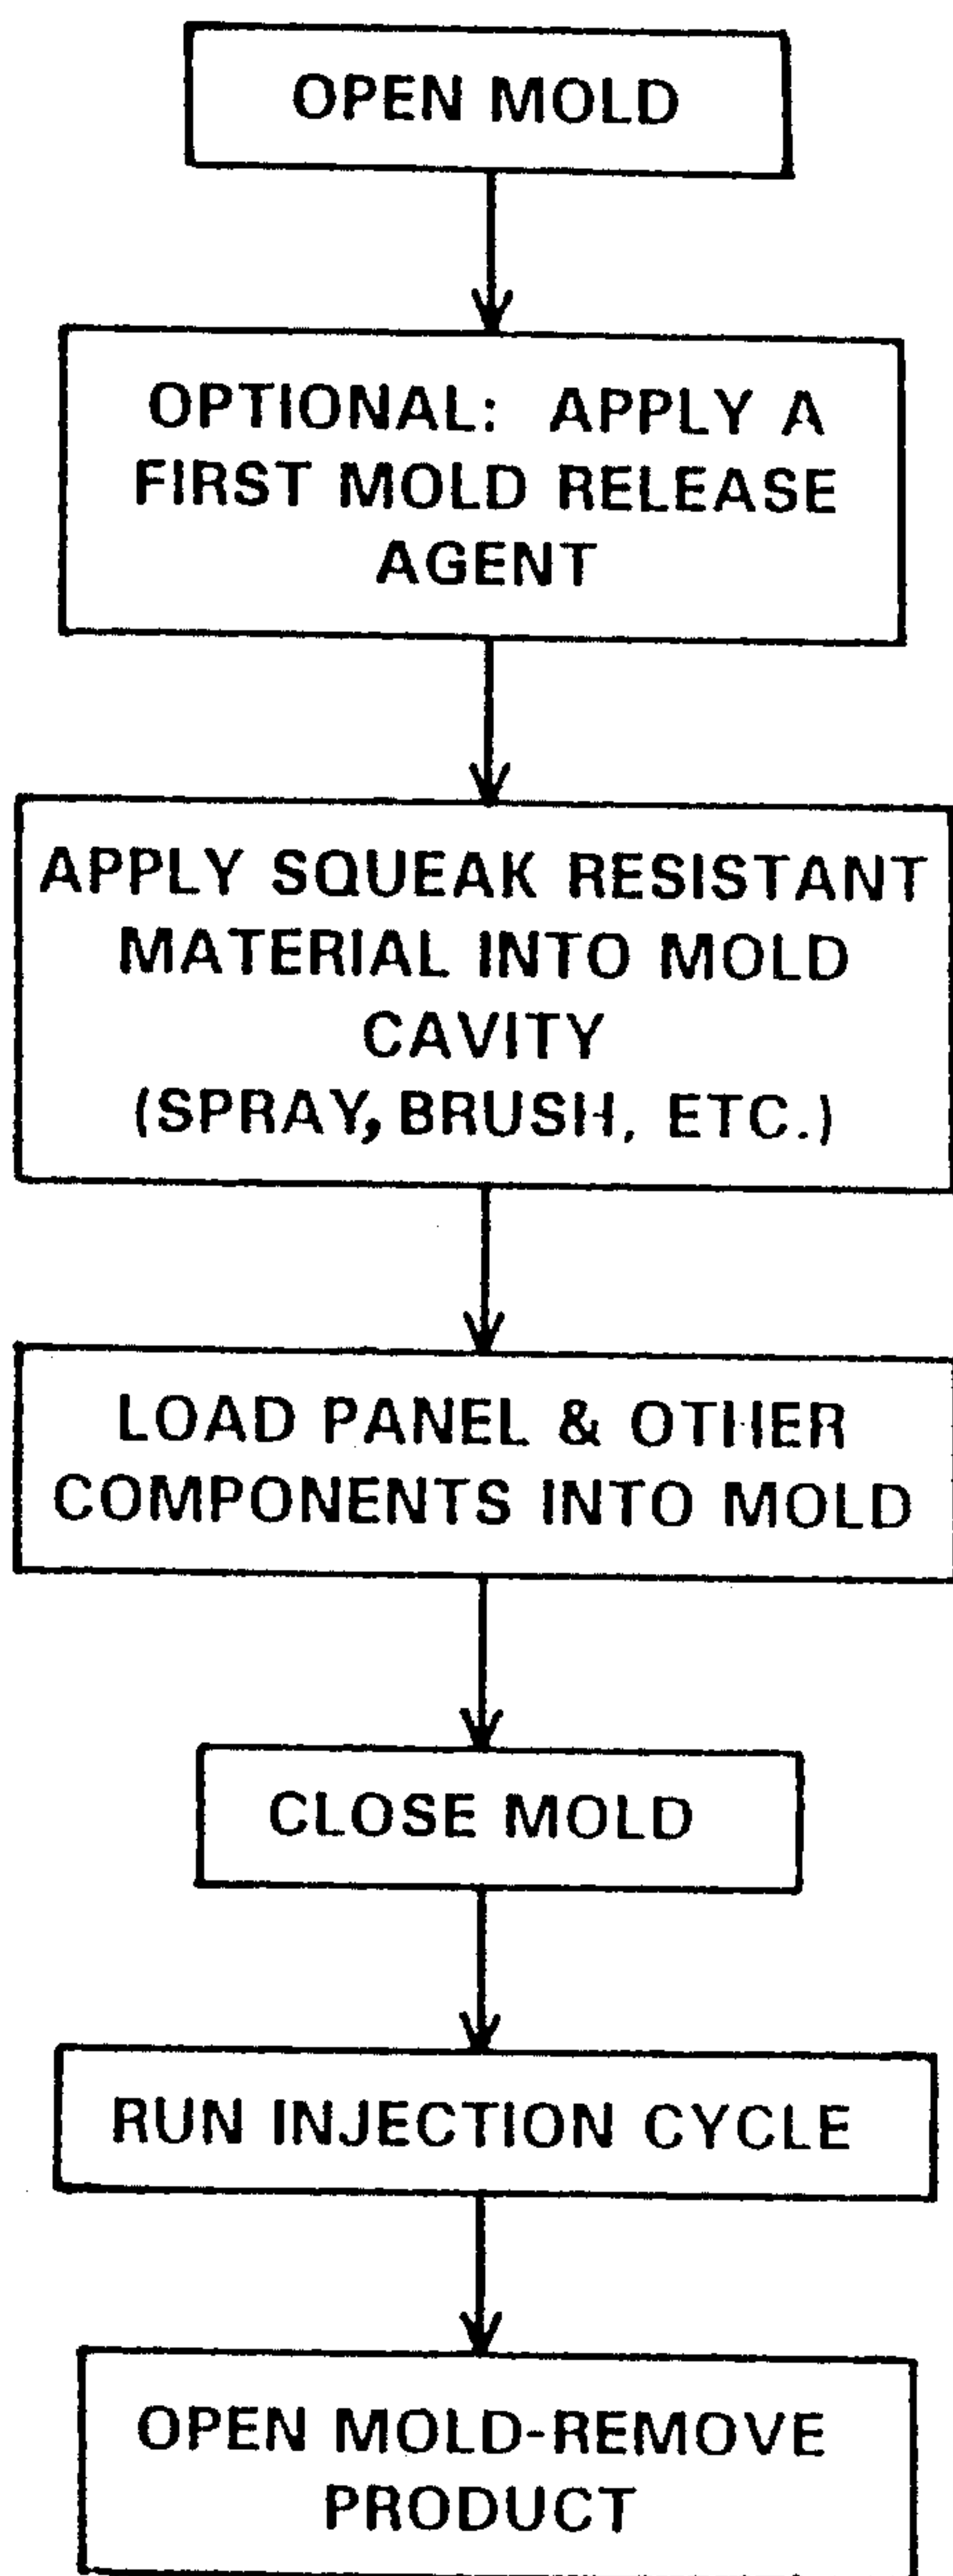 OPEN MOLD
OPTIONAL: APPLY A
FIRST MOLD RELEASE
AGENT
APPLY SQUEAK RESISTANT
MATERIAL INTO MOLD
CAVITY
(SPRAY, BRUSH, ETC.)
LOAD PANEL & OTHER
COMPONENTS INTO MOLD
CLOSE MOLD
RUN INJECTION CYCLE
OPEN MOLD-REMOVE
PRODUCT